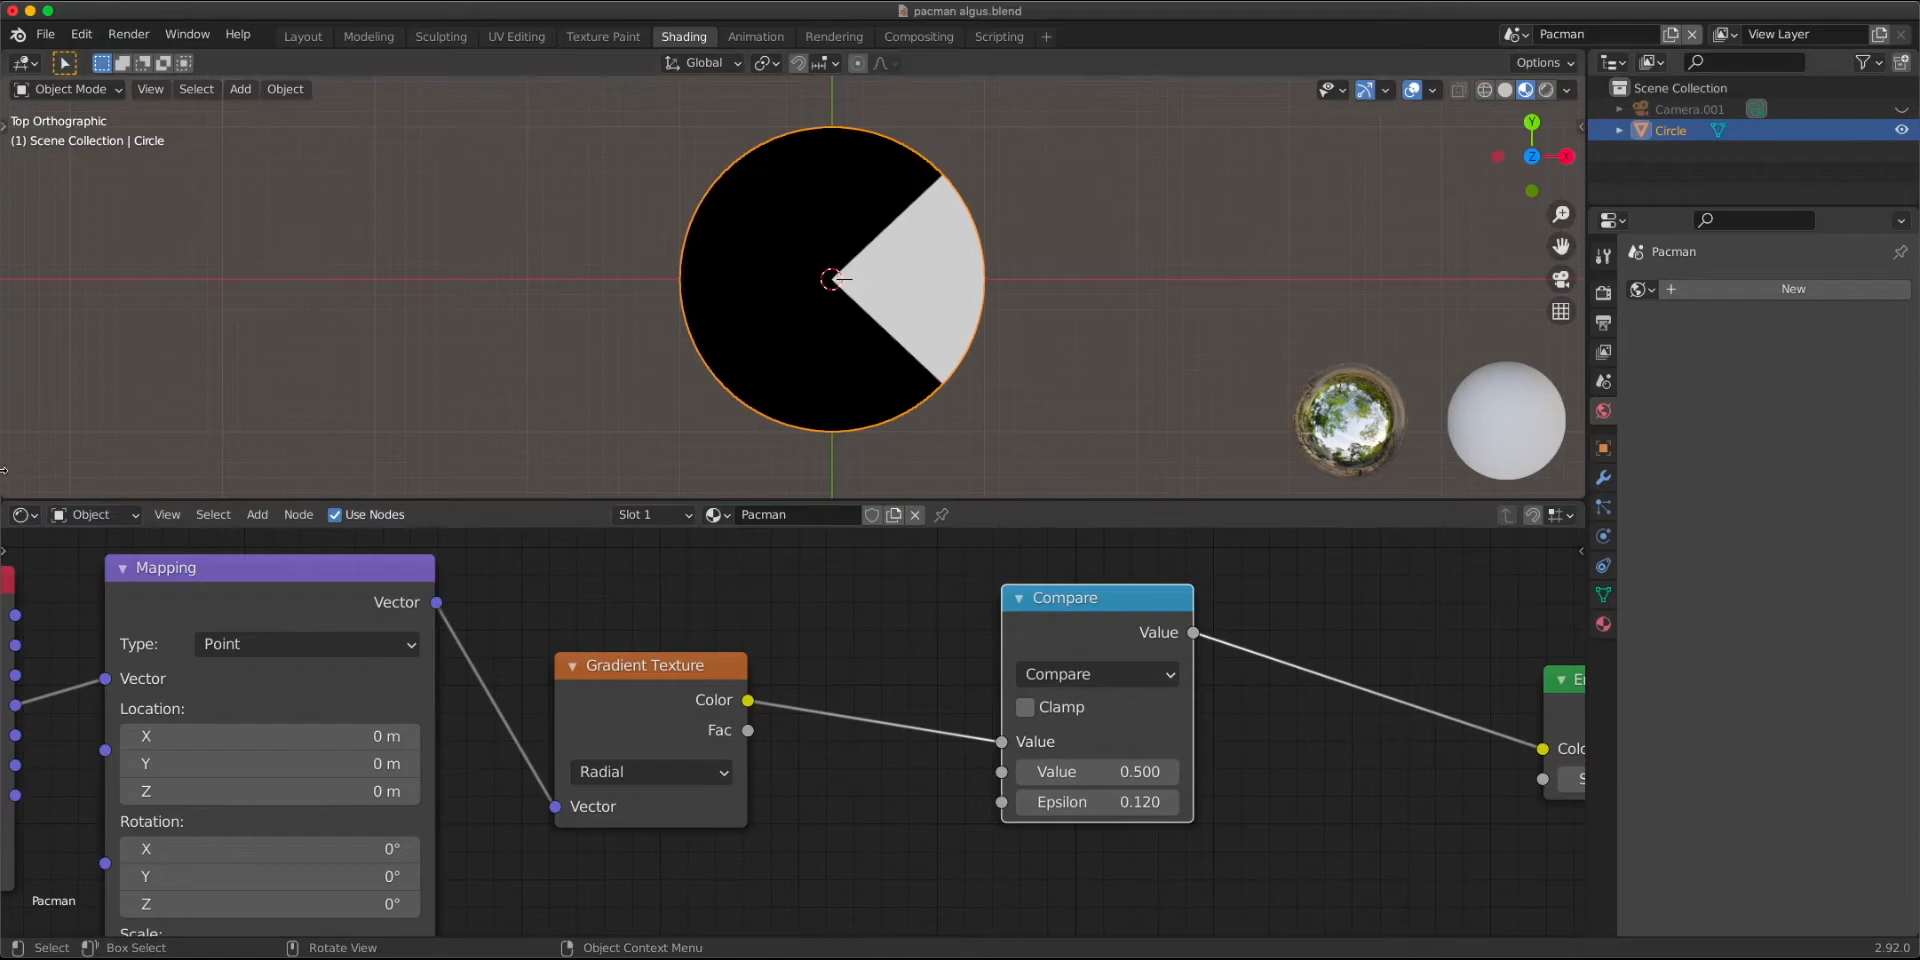 pacman algus.blend
File Edit Render Window Help Layout Modeling Sculpting UV Editing Texture Paint Shading Animation Rendering Compositing Scripting + Pacman View Layer
Global Options
Object Mode View Select Add Object
Top Orthographic
(1) Scene Collection | Circle
Y
Z X
Scene Collection
Camera.001
Circle
Pacman
+ New
Object View Select Add Node Use Nodes Slot 1 Pacman
Mapping
Vector
Type: Point
Vector
Location:
X 0 m
Y 0 m
Z 0 m
Rotation:
X 0°
Y 0°
Z 0°
Scale:
Gradient Texture
Color
Fac
Radial
Vector
Compare
Value
Compare
Clamp
Value
Value 0.500
Epsilon 0.120
Pacman
Select Box Select Rotate View Object Context Menu 2.92.0